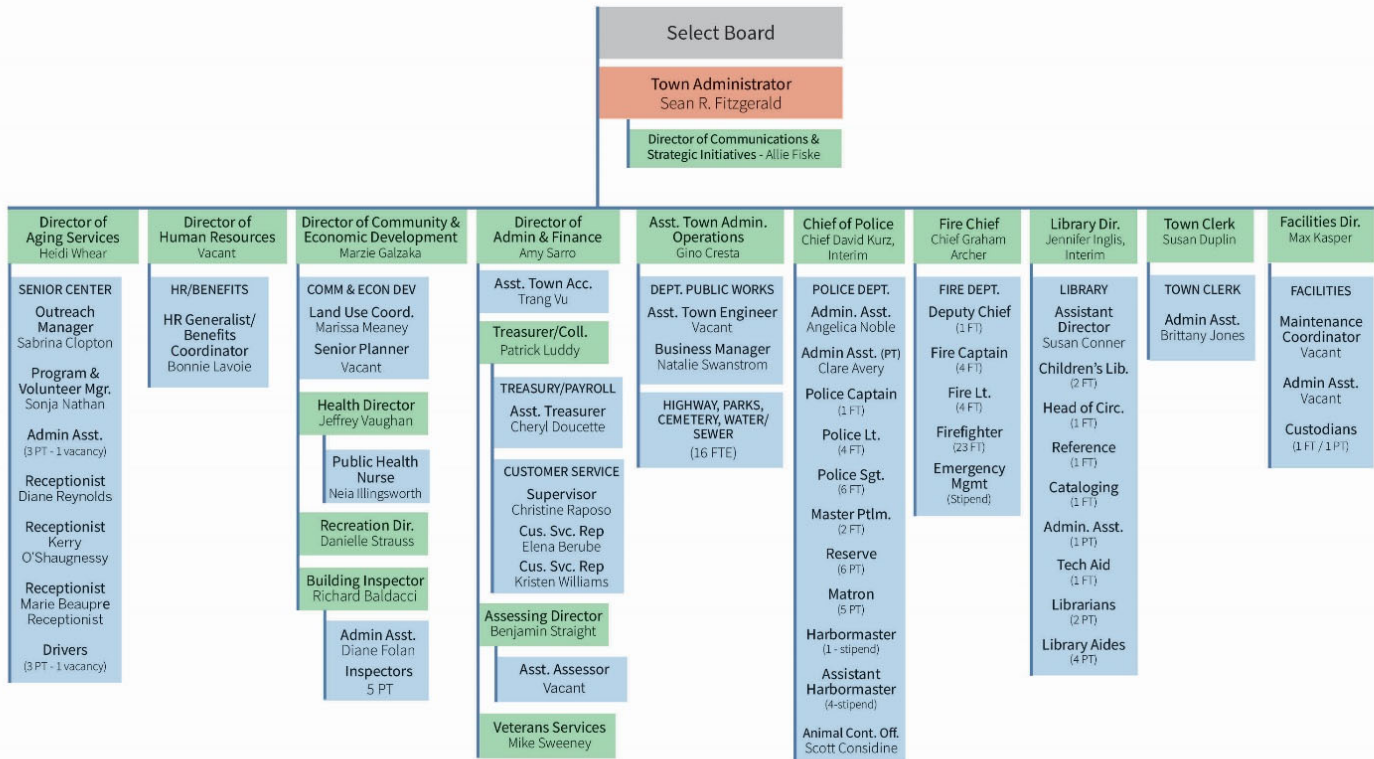 Select Board
Town Administrator
Sean R. Fitzgerald
Director of Communications &
Strategic Initiatives - Allie Fiske
Director of
Aging Services
Heidi Whear
SENIOR CENTER
Outreach
Manager
Sabrina Clopton
Program &
Volunteer Mgr.
Sonja Nathan
Admin Asst.
(3 PT - 1 vacancy)
Receptionist
Diane Reynolds
Receptionist
Kerry
O'Shaugnessy
Receptionist
Marie Beaupre
Receptionist
Drivers
(3 PT - 1 vacancy)
Director of
Human Resources
Vacant
HR/BENEFITS
HR Generalist/
Benefits
Coordinator
Bonnie Lavoie
Director of Community &
Economic Development
Marzie Galzaka
COMM & ECON DEV
Land Use Coord.
Marissa Meaney
Senior Planner
Vacant
Health Director
Jeffrey Vaughan
Public Health
Nurse
Neia Illingsworth
Recreation Dir.
Danielle Strauss
Building Inspector
Richard Baldacci
Admin Asst.
Diane Folan
Inspectors
5 PT
Director of
Admin & Finance
Amy Sarro
Asst. Town Acc.
Trang Vu
Treasurer/Coll.
Patrick Luddy
TREASURY/PAYROLL
Asst. Treasurer
Cheryl Doucette
CUSTOMER SERVICE
Supervisor
Christine Raposo
Cus. Svc. Rep
Elena Berube
Cus. Svc. Rep
Kristen Williams
Assessing Director
Benjamin Straight
Asst. Assessor
Vacant
Veterans Services
Mike Sweeney
Asst. Town Admin.
Operations
Gino Cresta
DEPT. PUBLIC WORKS
Asst. Town Engineer
Vacant
Business Manager
Natalie Swanstrom
HIGHWAY, PARKS,
CEMETERY, WATER/
SEWER
(16 FTE)
Chief of Police
Chief David Kurz,
Interim
POLICE DEPT.
Admin. Asst.
Angelica Noble
Admin Asst. (PT)
Clare Avery
Police Captain
(1 FT)
Police Lt.
(4 FT)
Police Sgt.
(6 FT)
Master Ptlm.
(2 FT)
Reserve
(6 PT)
Matron
(5 PT)
Harbormaster
(1 - stipend)
Assistant
Harbormaster
(4-stipend)
Animal Cont. Off.
Scott Considine
Fire Chief
Chief Graham
Archer
FIRE DEPT.
Deputy Chief
(1 FT)
Fire Captain
(4 FT)
Fire Lt.
(4 FT)
Firefighter
(23 FT)
Emergency
Mgmt
(Stipend)
Library Dir.
Jennifer Inglis,
Interim
LIBRARY
Assistant
Director
Susan Conner
Children's Lib.
(2 FT)
Head of Circ.
(1 FT)
Reference
(1 FT)
Cataloging
(1 FT)
Admin. Asst.
(1 PT)
Tech Aid
(1 FT)
Librarians
(2 PT)
Library Aides
(4 PT)
Town Clerk
Susan Duplin
TOWN CLERK
Admin Asst.
Brittany Jones
Facilities Dir.
Max Kasper
FACILITIES
Maintenance
Coordinator
Vacant
Admin Asst.
Vacant
Custodians
(1 FT / 1 PT)